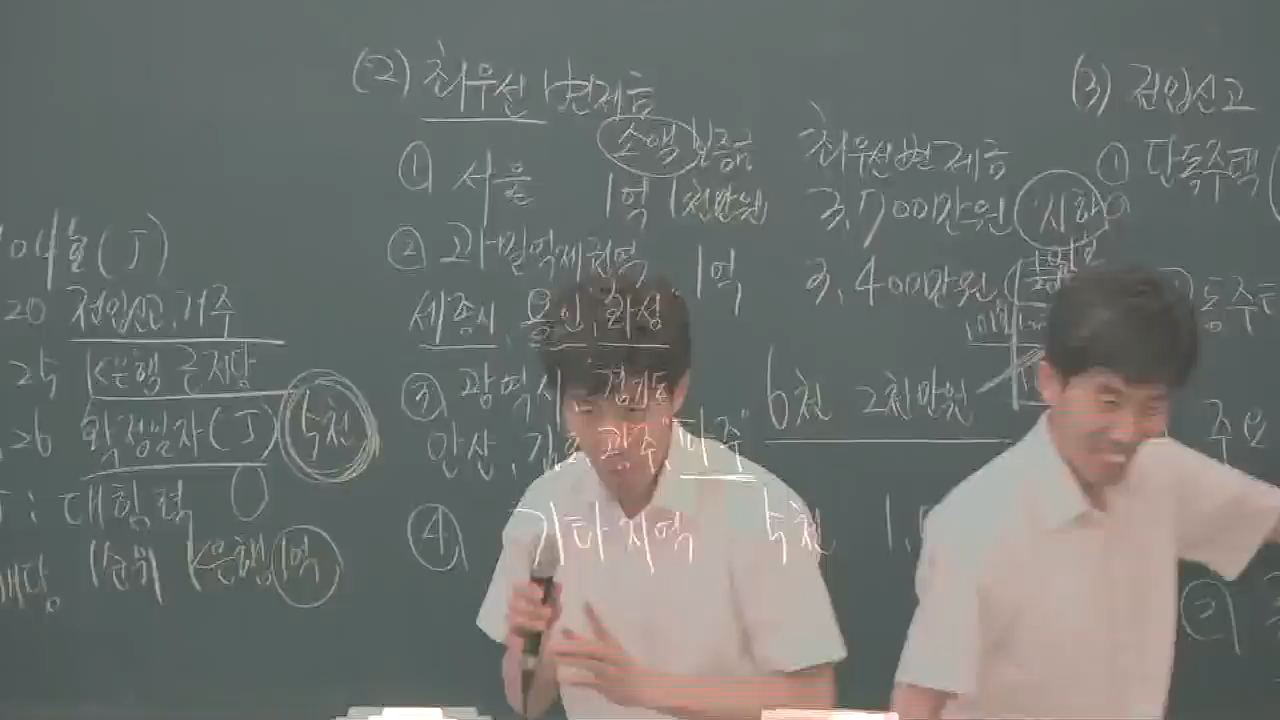 04호(J)
20 전입신고, 거주
25 K은행 근저당
26 확정일자(J) 5천
J: 대항력 0
배당 1순위 K은행 1억
(2) 최우선변제금
소액보증금 최우선변제금
① 서울 1억 1천만원 3,700만원 시행
② 과밀억제권역 1억 3,400만원
세종시, 용인, 화성
③ 광역시, 경기도 6천 2천만원
안산, 김포, 광주, 파주
④ 기타지역 5천 1,
(3) 전입신고
① 단독주택
동주택
주요
②